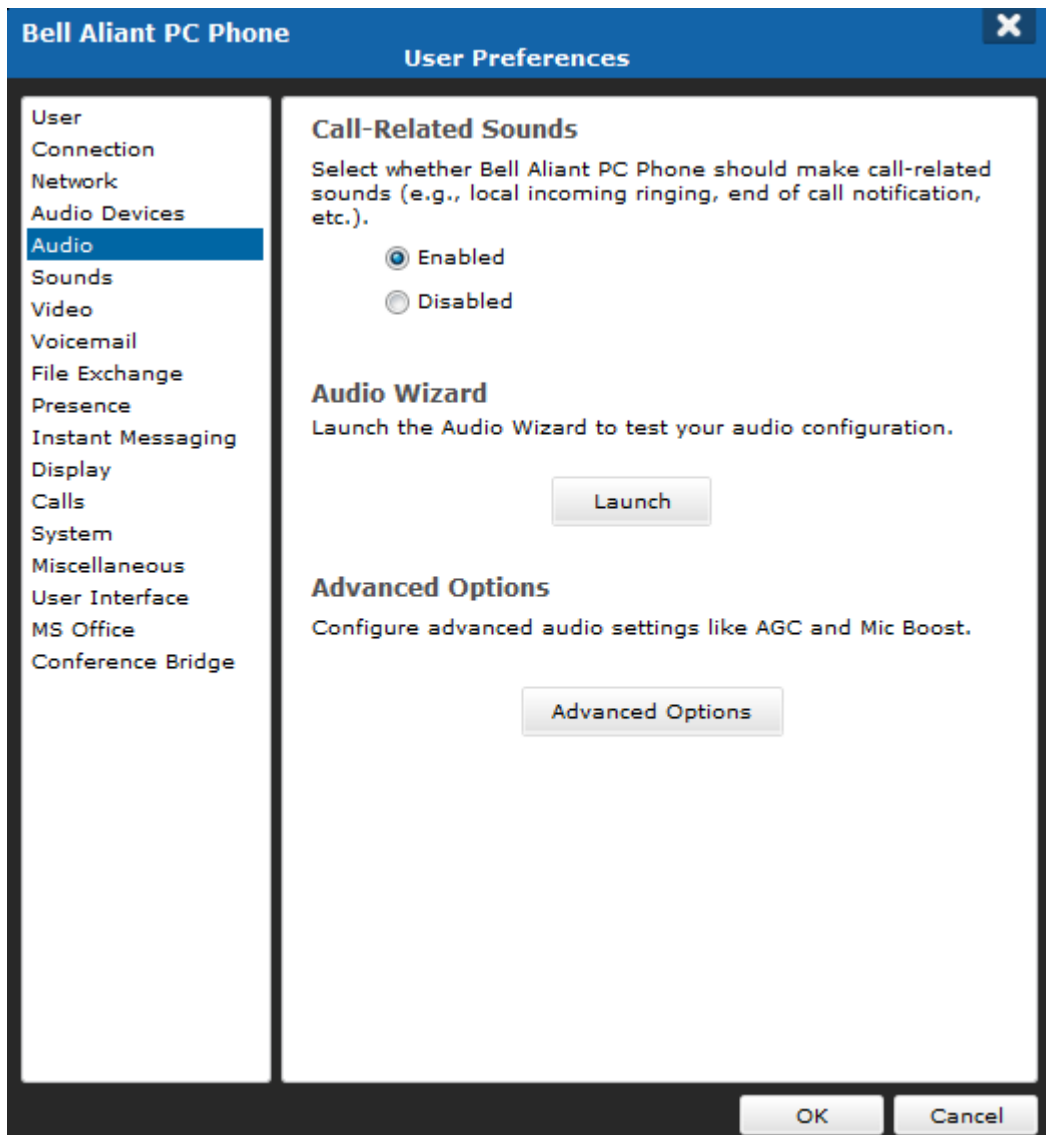 Bell Aliant PC Phone
User Preferences
User
Connection
Network
Audio Devices
Audio
Sounds
Video
Voicemail
File Exchange
Presence
Instant Messaging
Display
Calls
System
Miscellaneous
User Interface
MS Office
Conference Bridge
Call-Related Sounds
Select whether Bell Aliant PC Phone should make call-related
sounds (e.g., local incoming ringing, end of call notification,
etc.).
Enabled
Disabled
Audio Wizard
Launch the Audio Wizard to test your audio configuration.
Launch
Advanced Options
Configure advanced audio settings like AGC and Mic Boost.
Advanced Options
OK
Cancel